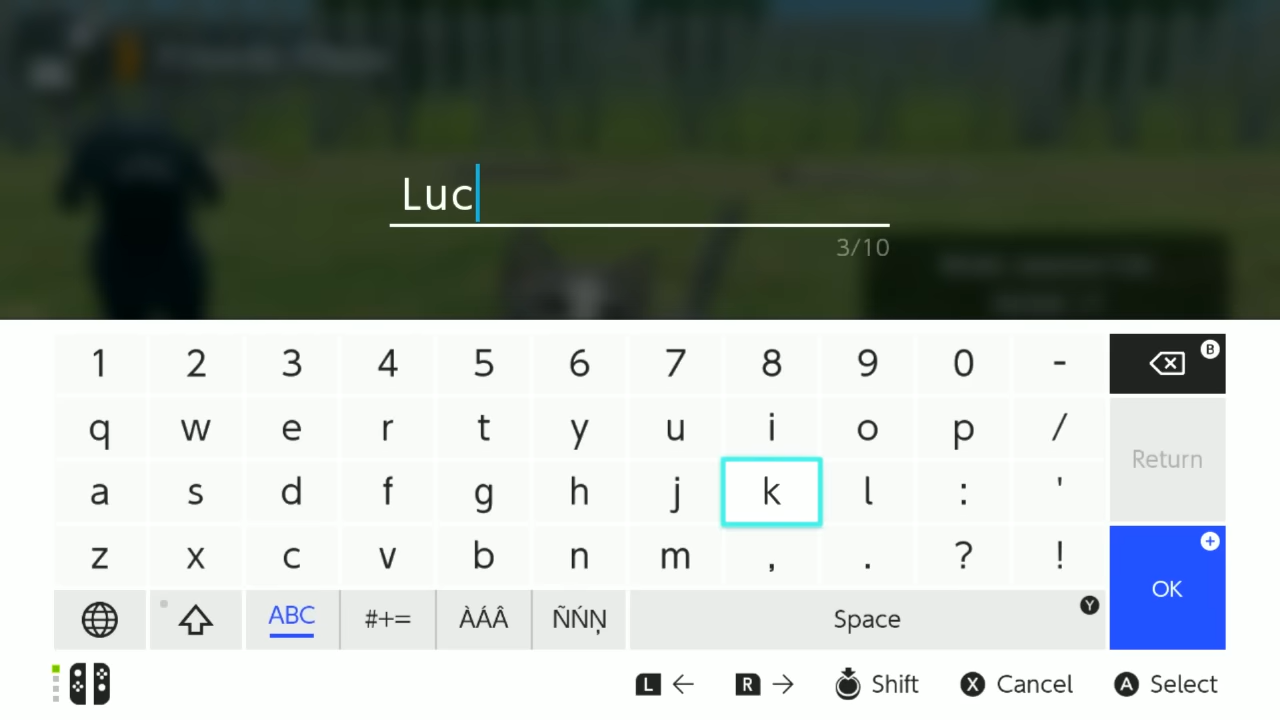 Luc
3/10
1 2 3 4 5 6 7 8 9 0 - B
q w e r t y u i o p /
Return
a s d f g h j k l : '
z x c v b n m , . ? ! +
OK
ABC #+= ÀÁÂ ÑŃŅ Space Y
L ← R → Shift X Cancel A Select